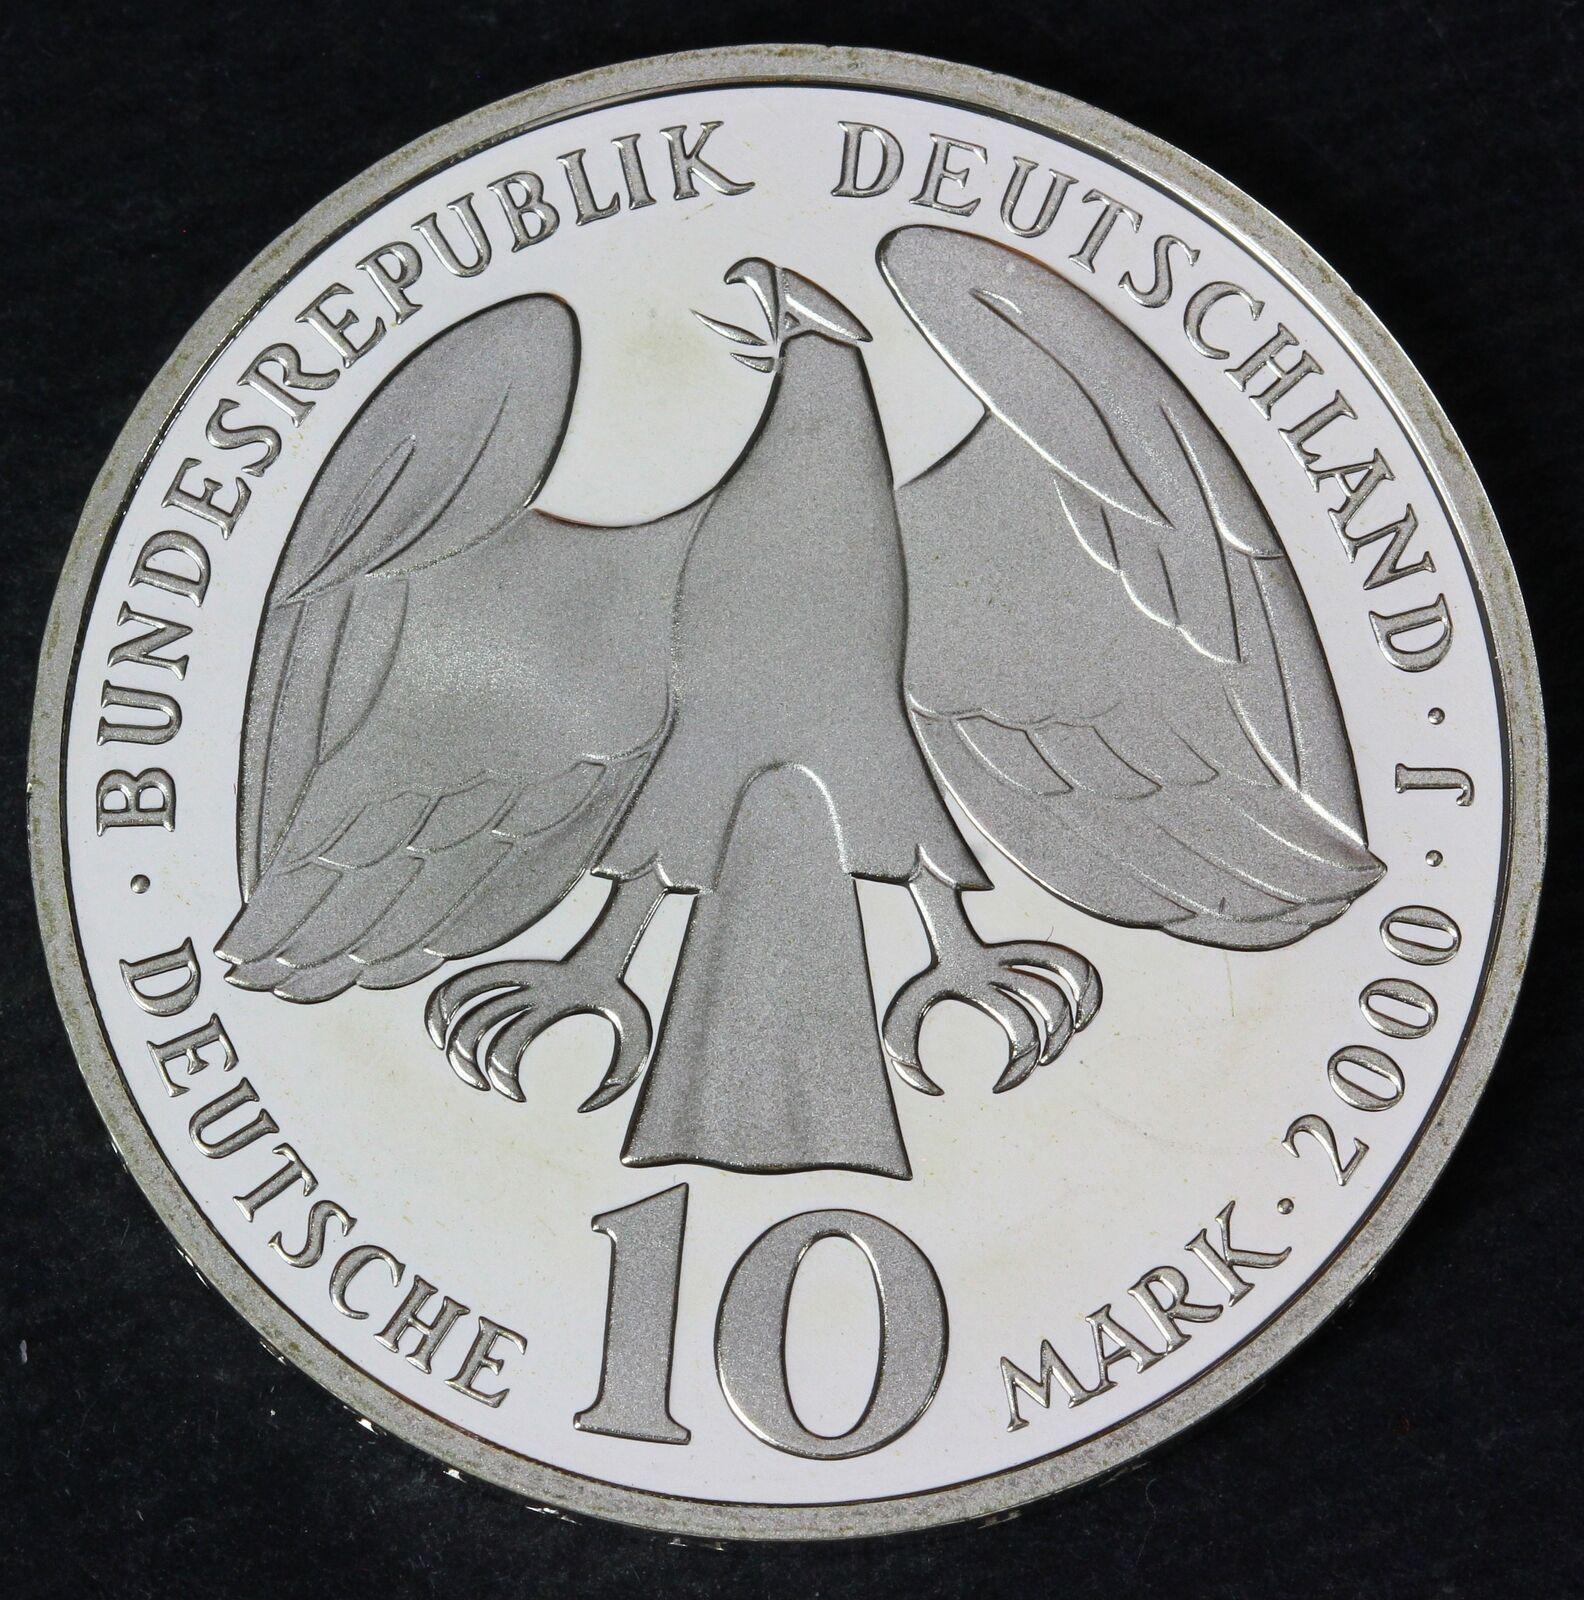 · BUNDESREPUBLIK DEUTSCHLAND · J · 2000 ·
DEUTSCHE 10 MARK